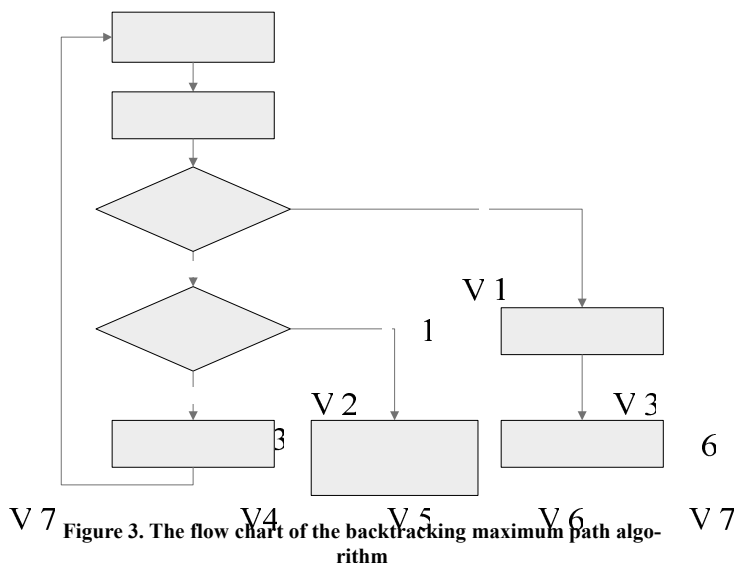 V 1
1
V 2
V 3
3
6
V 7 V4 V 5 V 6 V 7
Figure 3. The flow chart of the backtracking maximum path algo-
rithm